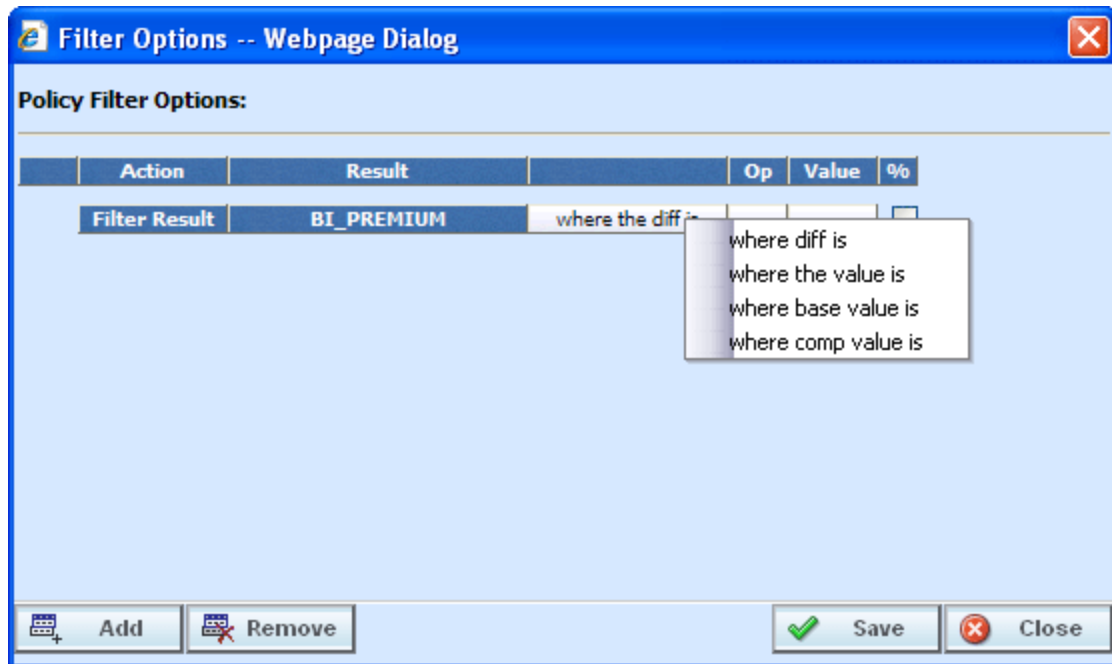 Filter Options -- Webpage Dialog
Policy Filter Options:
Action Result Op Value %
Filter Result BI_PREMIUM where the diff is
where diff is
where the value is
where base value is
where comp value is
Add Remove Save Close